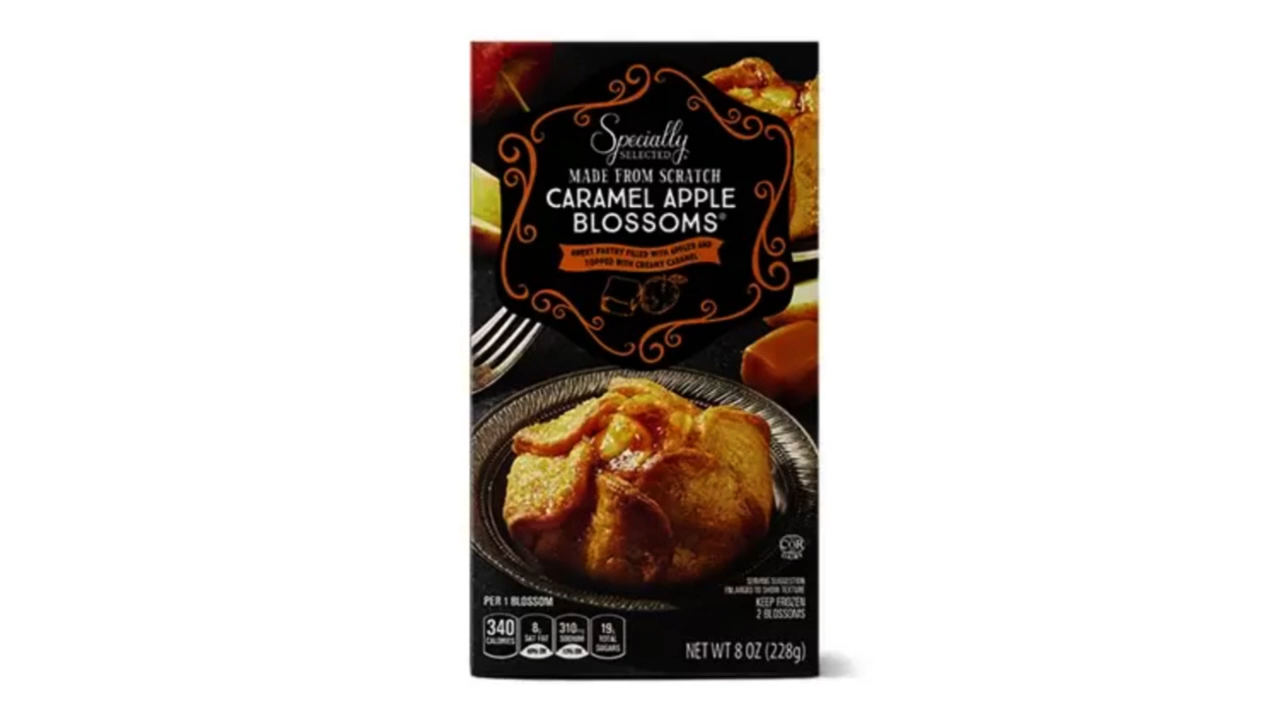 Specially
SELECTED
MADE FROM SCRATCH
CARAMEL APPLE
BLOSSOMS®
SWEET PASTRY FILLED WITH APPLES AND
TOPPED WITH CREAMY CARAMEL
COR
SERVING SUGGESTION
ENLARGED TO SHOW TEXTURE
KEEP FROZEN
2 BLOSSOMS
PER 1 BLOSSOM
340 CALORIES
8g SAT FAT
310mg SODIUM
19g TOTAL SUGARS
NET WT 8 OZ (228g)